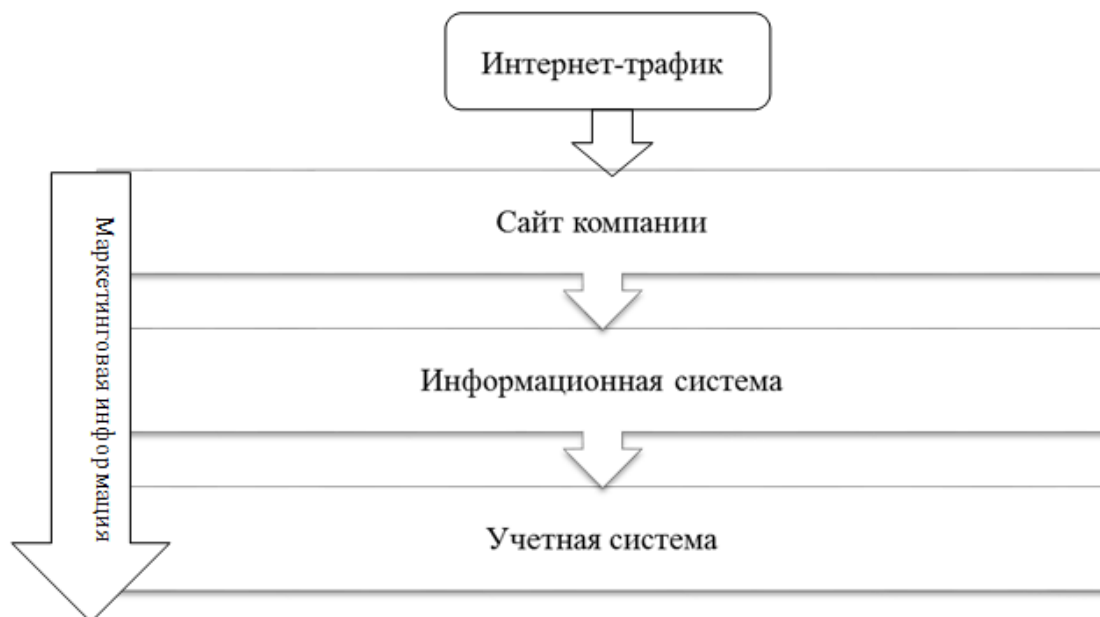 Интернет-трафик
Сайт компании
Маркетинговая информация
Информационная система
Учетная система